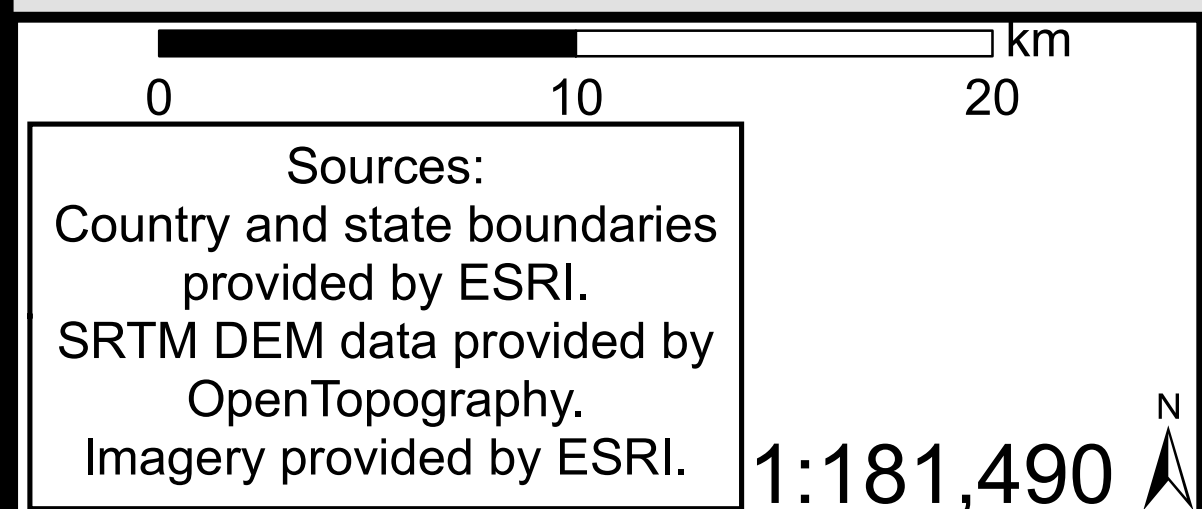 km
0 10 20
Sources:
Country and state boundaries
provided by ESRI.
SRTM DEM data provided by
OpenTopography.
Imagery provided by ESRI.
1:181,490
N